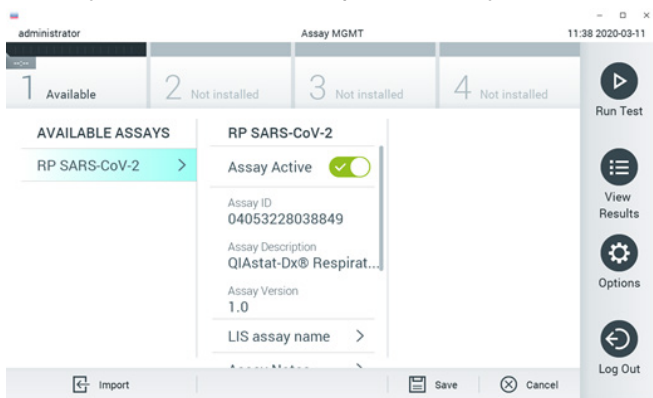 administrator
Assay MGMT
11:38 2020-03-11
1 Available
2 Not installed
3 Not installed
4 Not installed
Run Test
AVAILABLE ASSAYS
RP SARS-CoV-2
RP SARS-CoV-2
Assay Active
Assay ID
04053228038849
Assay Description
QIAstat-Dx® Respirat...
Assay Version
1.0
LIS assay name
View
Results
Options
Log Out
Import
Save
Cancel